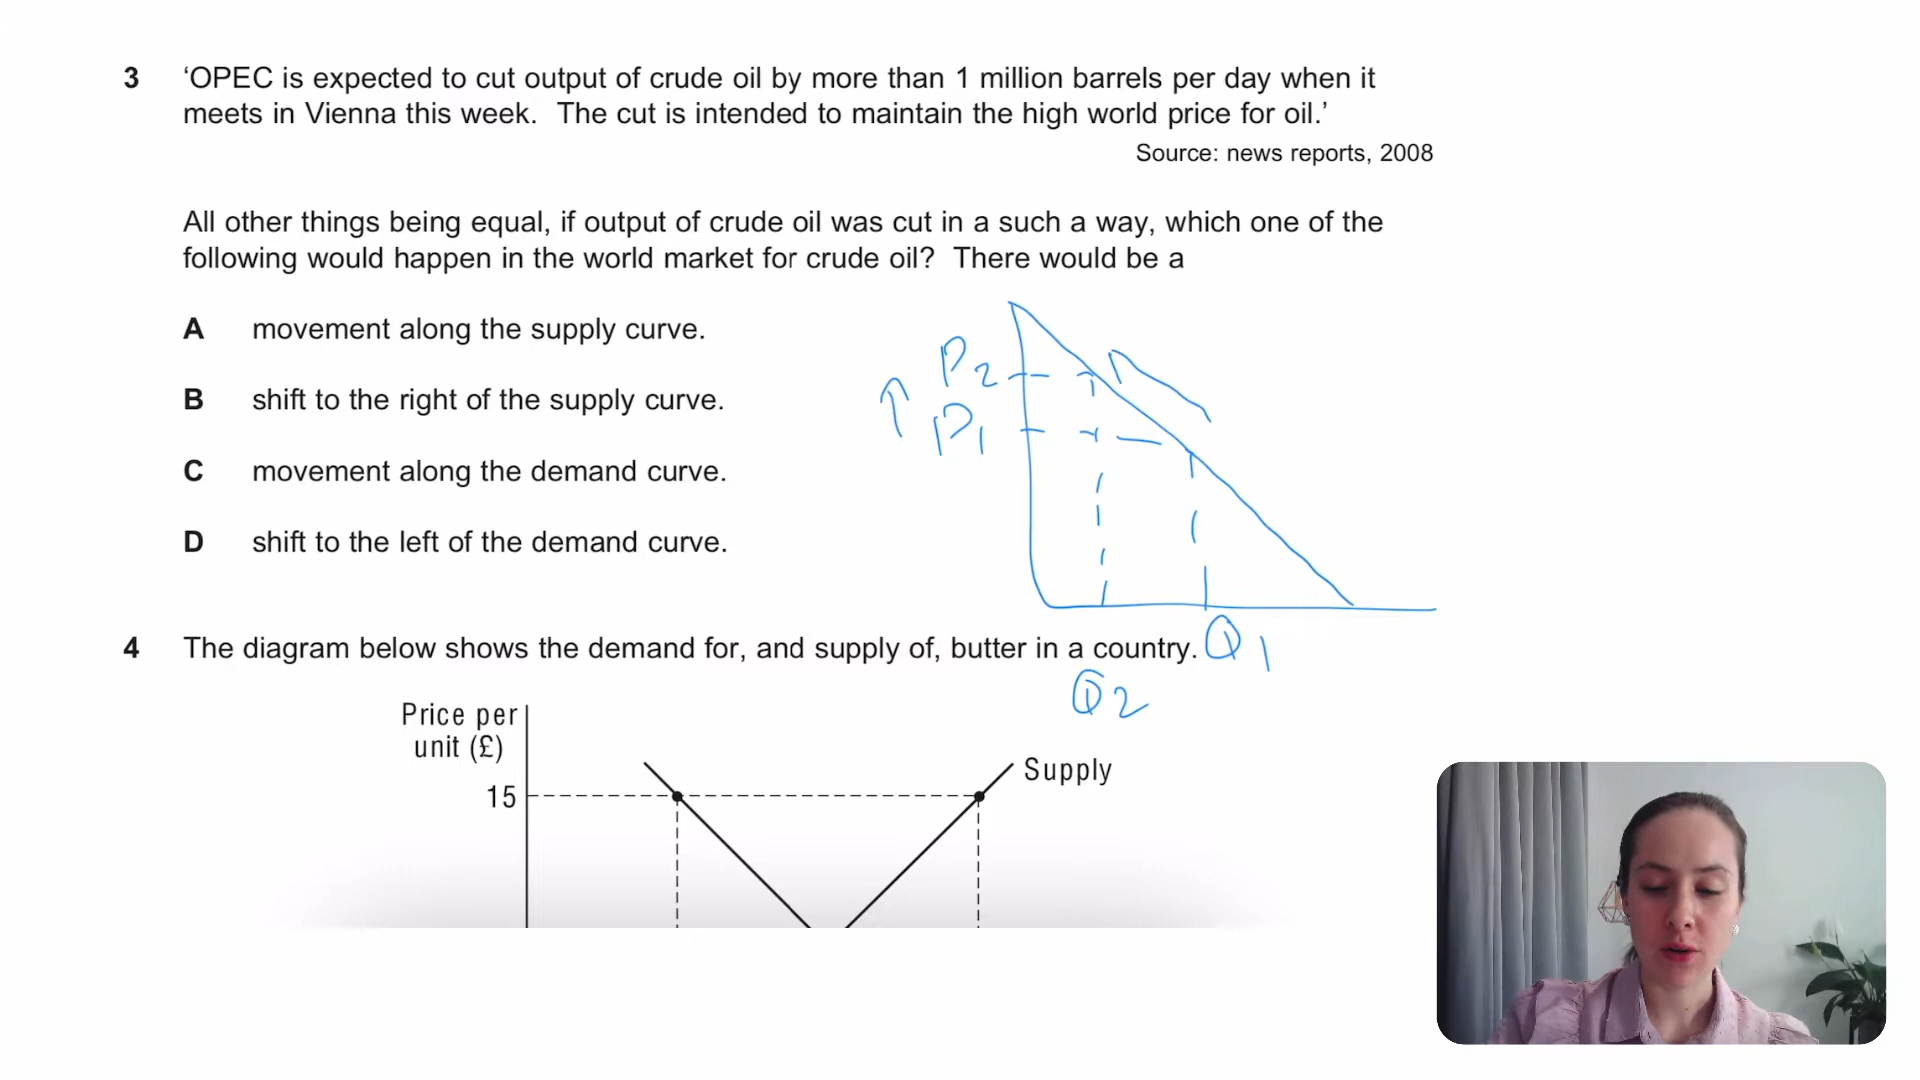 3 ‘OPEC is expected to cut output of crude oil by more than 1 million barrels per day when it
meets in Vienna this week. The cut is intended to maintain the high world price for oil.’
Source: news reports, 2008
All other things being equal, if output of crude oil was cut in a such a way, which one of the
following would happen in the world market for crude oil? There would be a
A movement along the supply curve.
B shift to the right of the supply curve.
C movement along the demand curve.
D shift to the left of the demand curve.
P2
P1
Q1
Q2
4 The diagram below shows the demand for, and supply of, butter in a country.
Price per
unit (£)
15
Supply